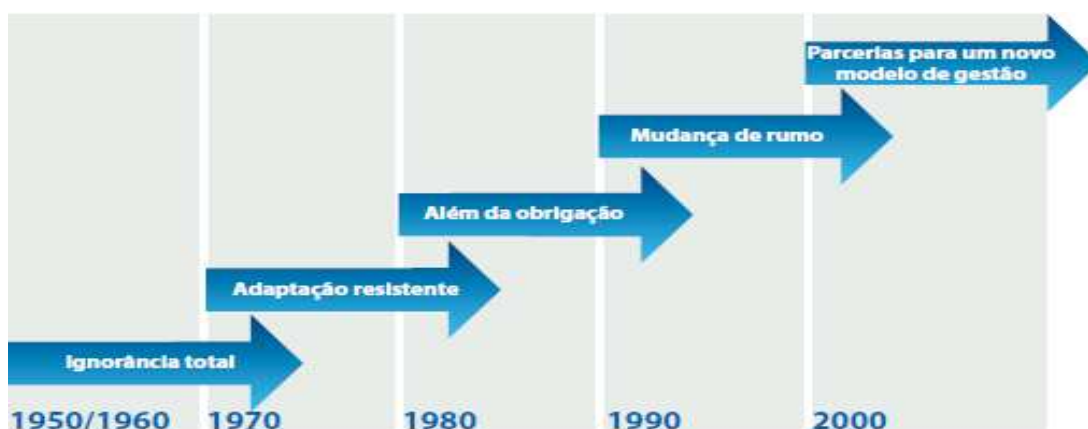 Parcerias para um novo
modelo de gestão
Mudança de rumo
Além da obrigação
Adaptação resistente
Ignorância total
1950/1960 1970 1980 1990 2000